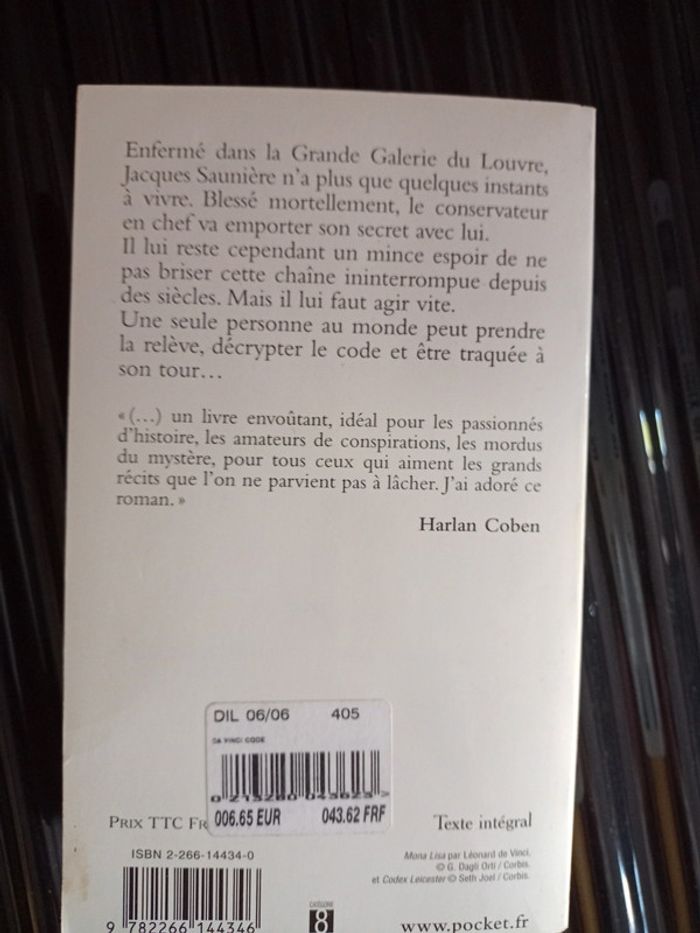 Enfermé dans la Grande Galerie du Louvre,
Jacques Saunière n'a plus que quelques instants
à vivre. Blessé mortellement, le conservateur
en chef va emporter son secret avec lui.
Il lui reste cependant un mince espoir de ne
pas briser cette chaîne ininterrompue depuis
des siècles. Mais il lui faut agir vite.
Une seule personne au monde peut prendre
la relève, décrypter le code et être traquée à
son tour…
« (…) un livre envoûtant, idéal pour les passionnés
d'histoire, les amateurs de conspirations, les mordus
du mystère, pour tous ceux qui aiment les grands
récits que l'on ne parvient pas à lâcher. J'ai adoré ce
roman. »
Harlan Coben
DIL 06/06 405
DA VINCI CODE
006.65 EUR 043.62 FRF
PRIX TTC FR
Texte intégral
ISBN 2-266-14434-0
Mona Lisa par Léonard de Vinci,
© G. Dagli Orti / Corbis.
et Codex Leicester © Seth Joel / Corbis.
9 782266 144346
CATÉGORIE
8
www.pocket.fr